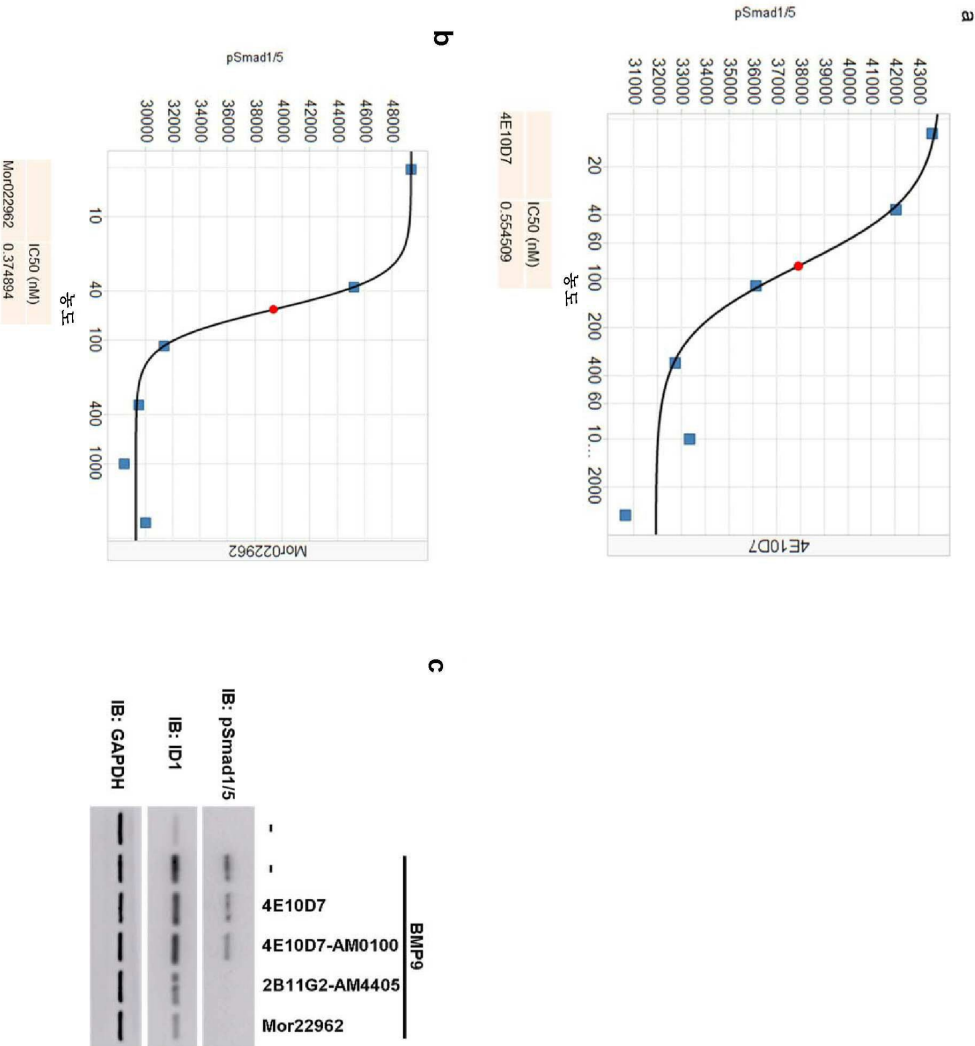 a
pSmad1/5
43000
42000
41000
40000
39000
38000
37000
36000
35000
34000
33000
32000
31000
20 40 60 100 200 400 60 10... 2000
4E10D7
농도
IC50 (nM)
4E10D7 0.554509
b
pSmad1/5
48000
46000
44000
42000
40000
38000
36000
34000
32000
30000
10 40 100 400 1000
Mor022962
농도
IC50 (nM)
Mor022962 0.374894
c
BMP9
- - 4E10D7 4E10D7-AM0100 2B11G2-AM4405 Mor22962
IB: pSmad1/5
IB: ID1
IB: GAPDH